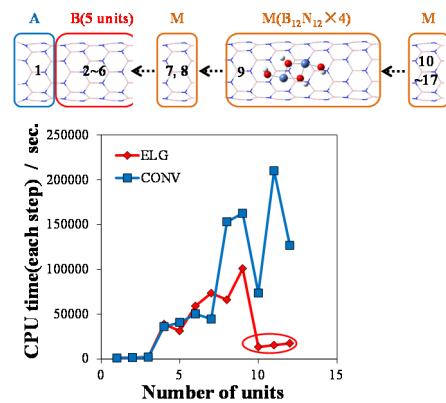 A B(5 units) M M(B₁₂N₁₂×4) M
1 2~6 7, 8 9 10
~17
250000
ELG
CONV
200000
150000
100000
50000
0
0 5 10 15
CPU time(each step) / sec.
Number of units